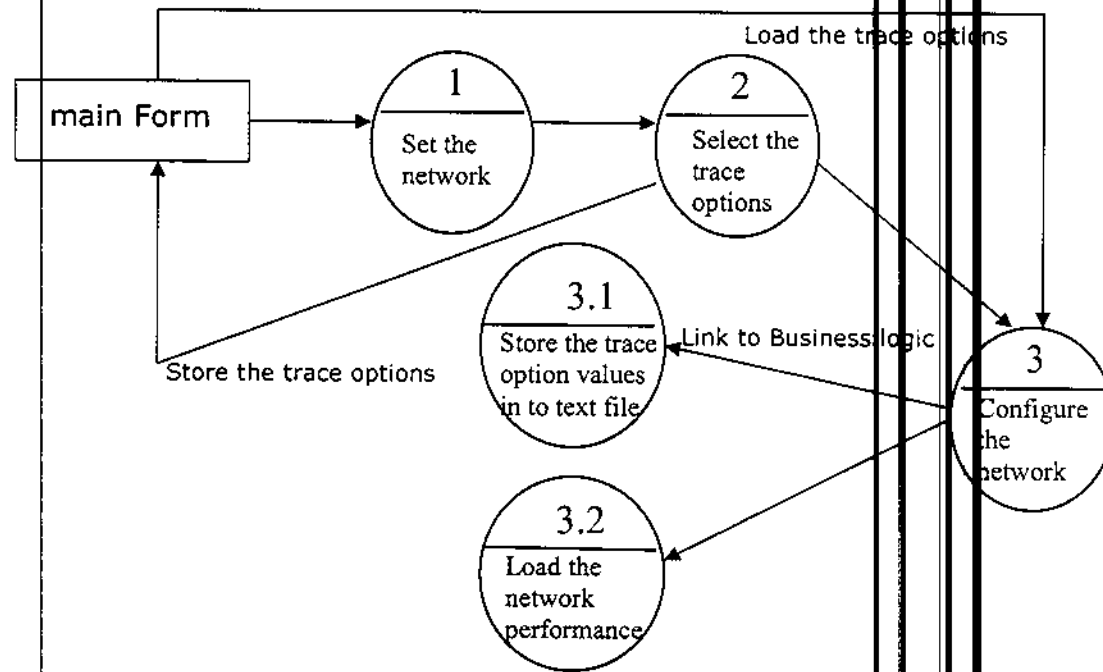 Load the trace options
main Form
1
Set the
network
2
Select the
trace
options
3.1
Store the trace
option values
in to text file
Link to Business logic
Store the trace options
3
Configure
the
network
3.2
Load the
network
performance